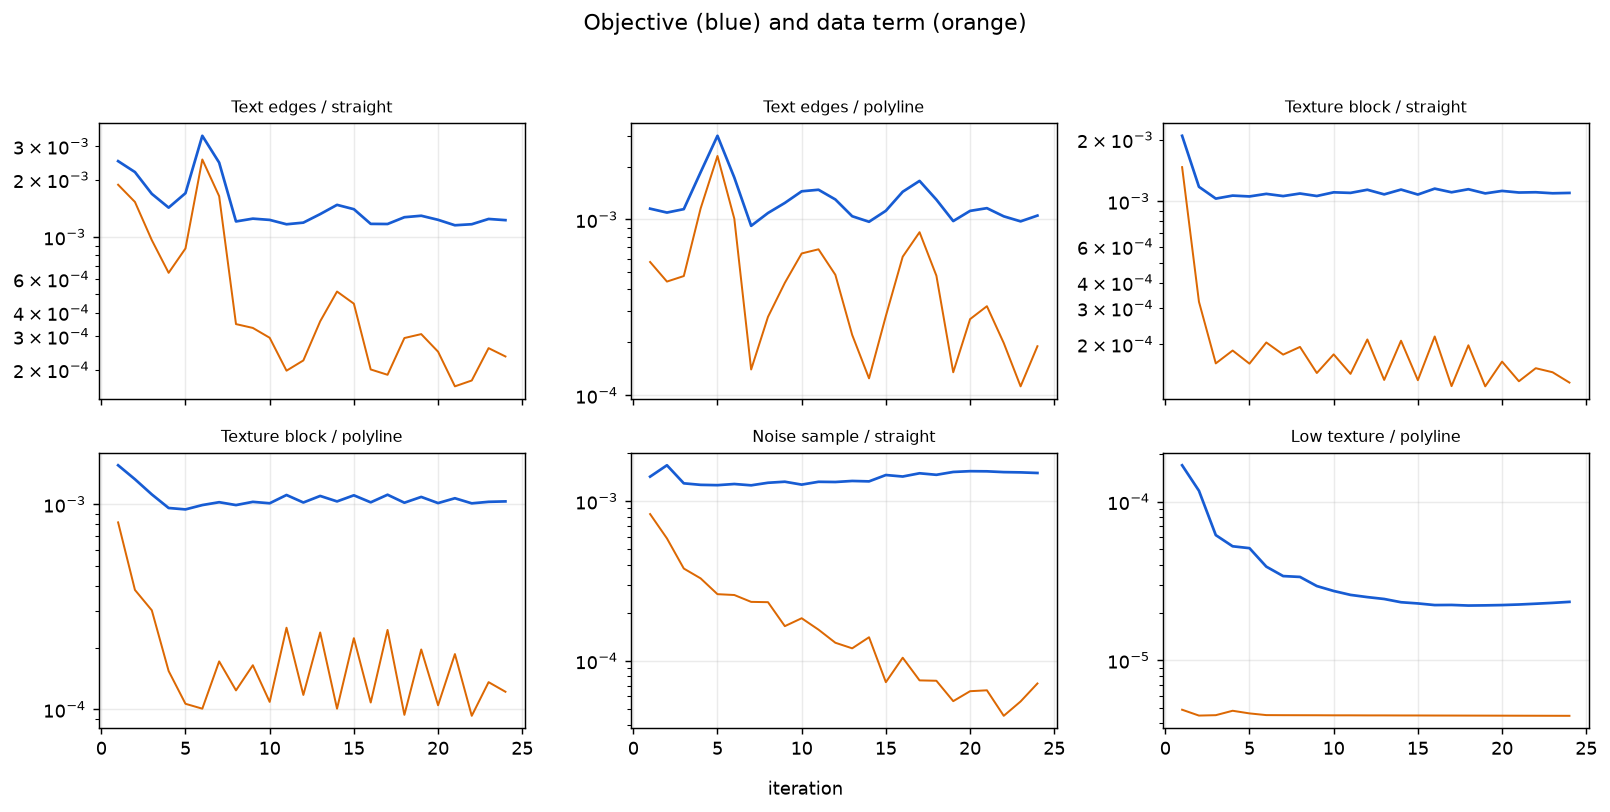 Objective (blue) and data term (orange)
Text edges / straight
3 × 10⁻³
2 × 10⁻³
10⁻³
6 × 10⁻⁴
4 × 10⁻⁴
3 × 10⁻⁴
2 × 10⁻⁴
Text edges / polyline
10⁻³
10⁻⁴
Texture block / straight
2 × 10⁻³
10⁻³
6 × 10⁻⁴
4 × 10⁻⁴
3 × 10⁻⁴
2 × 10⁻⁴
Texture block / polyline
10⁻³
10⁻⁴
0 5 10 15 20 25
Noise sample / straight
10⁻³
10⁻⁴
0 5 10 15 20 25
Low texture / polyline
10⁻⁴
10⁻⁵
0 5 10 15 20 25
iteration